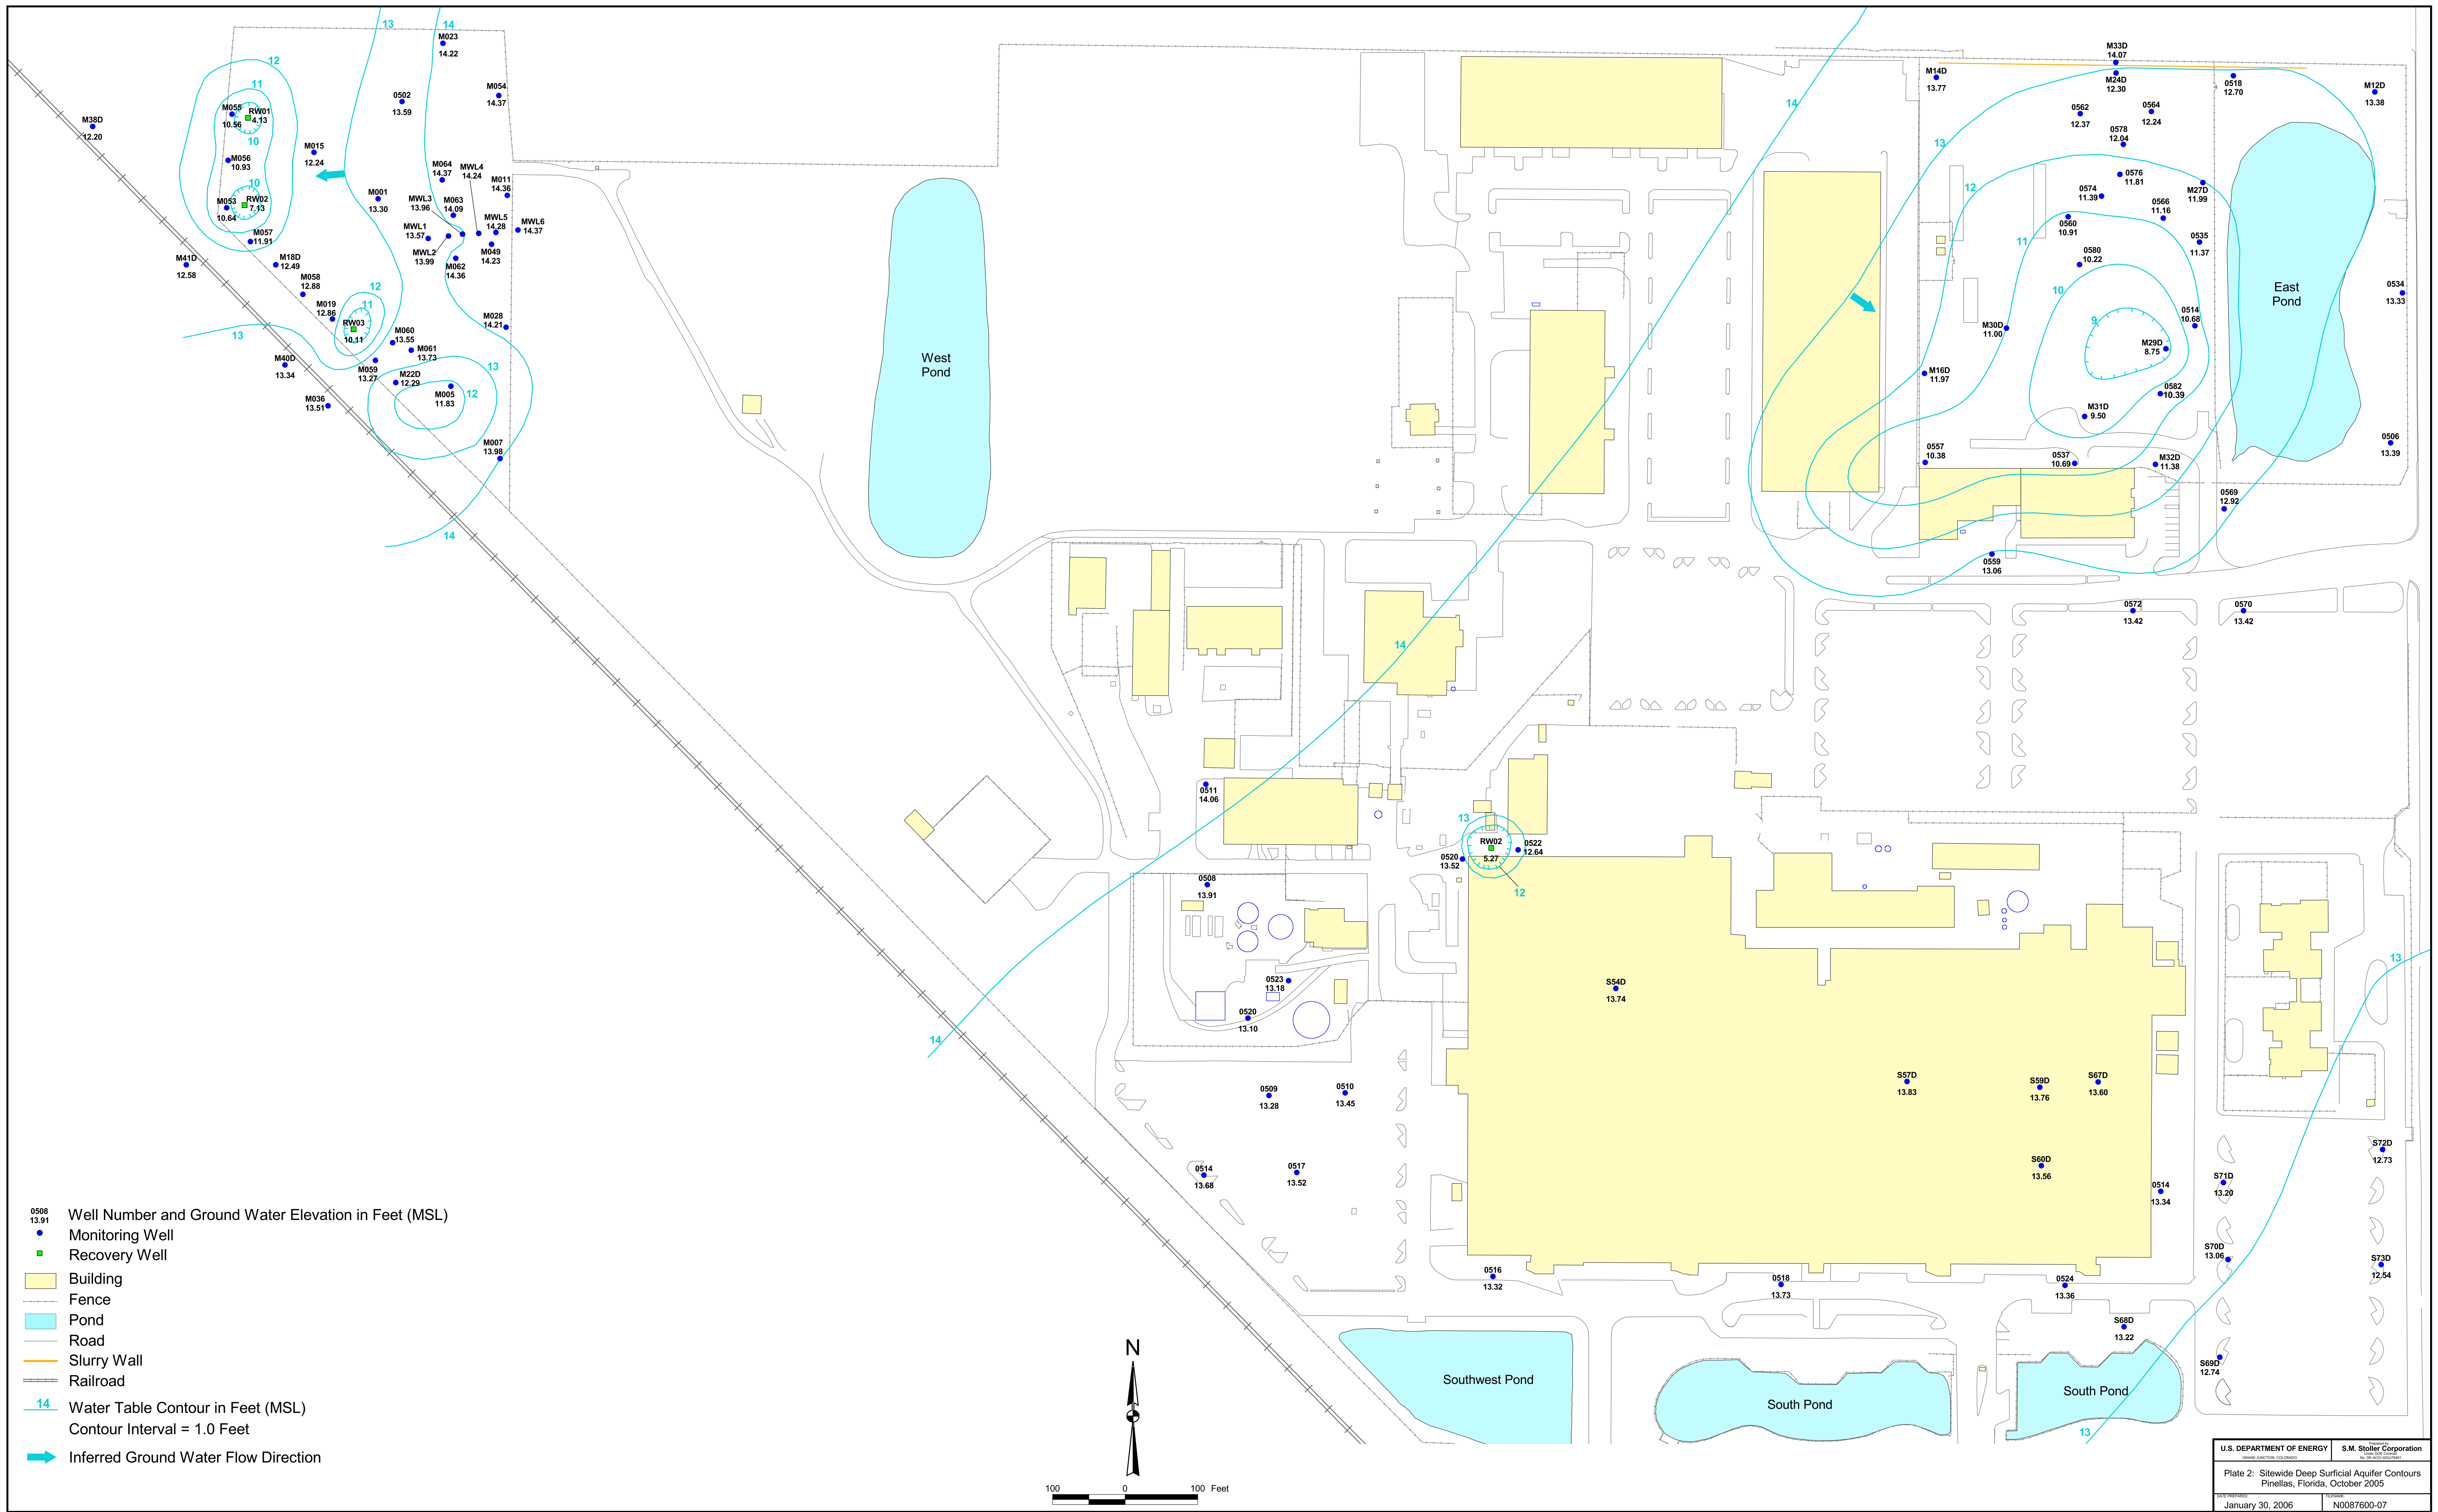 13
14
M023
14.22
12
11
M054
14.37
0502
13.59
M055
10.56
RW01
4.13
10
M38D
12.20
M015
12.24
M056
10.93
M064
14.37
MWL4
14.24
M011
14.36
10
RW02
7.13
M053
10.64
M001
13.30
MWL3
13.96
M063
14.09
MWL5
14.28
MWL6
14.37
MWL1
13.57
M057
11.91
MWL2
13.99
M049
14.23
M062
14.36
M41D
12.58
M18D
12.49
M058
12.88
12
11
M019
12.86
RW03
10.11
M028
14.21
13
M060
13.55
M061
13.73
M40D
13.34
M059
13.27
13
M22D
12.29
M005
11.83
12
M036
13.51
M007
13.98
14
West
Pond
14
M33D
14.07
M14D
13.77
M24D
12.30
0518
12.70
M12D
13.38
0562
12.37
0564
12.24
0578
12.04
13
12
0576
11.81
0574
11.39
M27D
11.99
0566
11.16
0560
10.91
11
0535
11.37
0580
10.22
10
East
Pond
0534
13.33
9
0514
10.68
M30D
11.00
M29D
8.75
M16D
11.97
0582
10.39
M31D
9.50
0506
13.39
0557
10.38
0537
10.69
M32D
11.38
0569
12.92
0559
13.06
0572
13.42
0570
13.42
14
0511
14.06
13
RW02
5.27
0522
12.64
0520
13.52
12
0508
13.91
0523
13.18
0520
13.10
14
S54D
13.74
13
0509
13.28
0510
13.45
S57D
13.83
S59D
13.76
S67D
13.60
0514
13.68
0517
13.52
S60D
13.56
0514
13.34
S72D
12.73
S71D
13.20
S70D
13.06
S73D
12.54
0516
13.32
0518
13.73
0524
13.36
S68D
13.22
S69D
12.74
Southwest Pond
South Pond
South Pond
13
0508
13.91
Well Number and Ground Water Elevation in Feet (MSL)
Monitoring Well
Recovery Well
Building
Fence
Pond
Road
Slurry Wall
Railroad
14
Water Table Contour in Feet (MSL)
Contour Interval = 1.0 Feet
Inferred Ground Water Flow Direction
N
100 0 100 Feet
U.S. DEPARTMENT OF ENERGY
GRAND JUNCTION, COLORADO
Prepared by
S.M. Stoller Corporation
Under DOE Contract
Plate 2: Sitewide Deep Surficial Aquifer Contours
Pinellas, Florida, October 2005
DATE PREPARED:
January 30, 2006
FILENAME:
N0087600-07